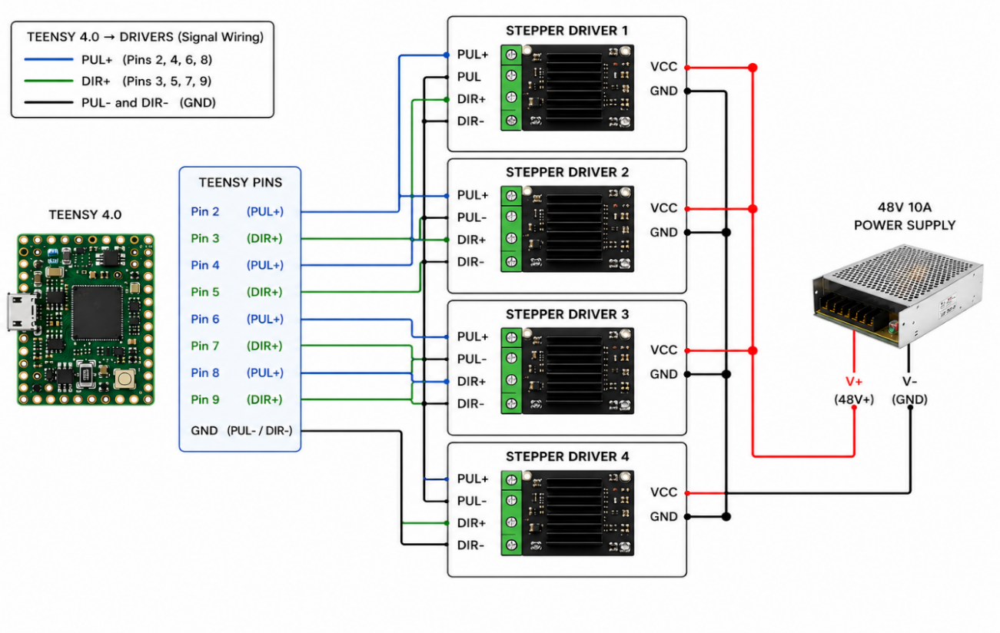 TEENSY 4.0 → DRIVERS (Signal Wiring)
PUL+ (Pins 2, 4, 6, 8)
DIR+ (Pins 3, 5, 7, 9)
PUL- and DIR- (GND)
TEENSY 4.0
TEENSY PINS
Pin 2 (PUL+)
Pin 3 (DIR+)
Pin 4 (PUL+)
Pin 5 (DIR+)
Pin 6 (PUL+)
Pin 7 (DIR+)
Pin 8 (PUL+)
Pin 9 (DIR+)
GND (PUL- / DIR-)
STEPPER DRIVER 1
PUL+
PUL
DIR+
DIR-
VCC
GND
STEPPER DRIVER 2
PUL+
PUL-
DIR+
DIR-
VCC
GND
STEPPER DRIVER 3
PUL+
PUL-
DIR+
DIR-
VCC
GND
STEPPER DRIVER 4
PUL+
PUL-
DIR+
DIR-
VCC
GND
48V 10A
POWER SUPPLY
V+
(48V+)
V-
(GND)